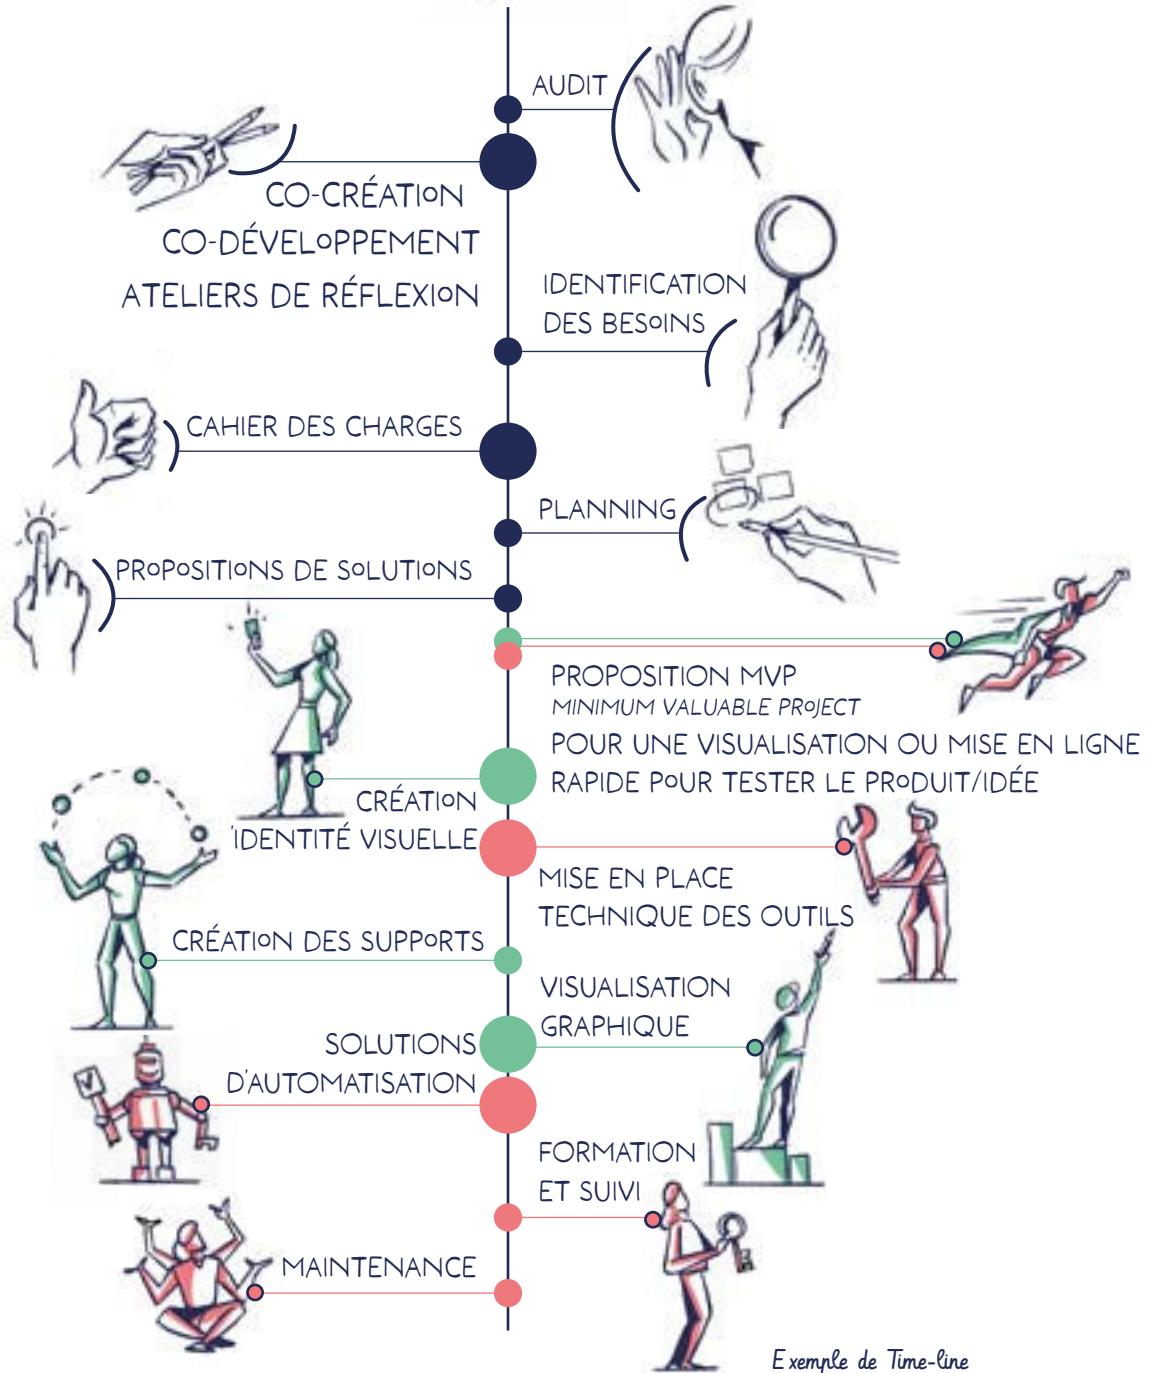 AUDIT
CO-CRÉATION
CO-DÉVELOPPEMENT
ATELIERS DE RÉFLEXION
IDENTIFICATION
DES BESOINS
CAHIER DES CHARGES
PLANNING
PROPOSITIONS DE SOLUTIONS
PROPOSITION MVP
MINIMUM VALUABLE PROJECT
POUR UNE VISUALISATION OU MISE EN LIGNE
RAPIDE POUR TESTER LE PRODUIT/IDÉE
CRÉATION
'IDENTITÉ VISUELLE
MISE EN PLACE
TECHNIQUE DES OUTILS
CRÉATION DES SUPPORTS
VISUALISATION
GRAPHIQUE
SOLUTIONS
D'AUTOMATISATION
FORMATION
ET SUIVI
MAINTENANCE
Exemple de Time-line